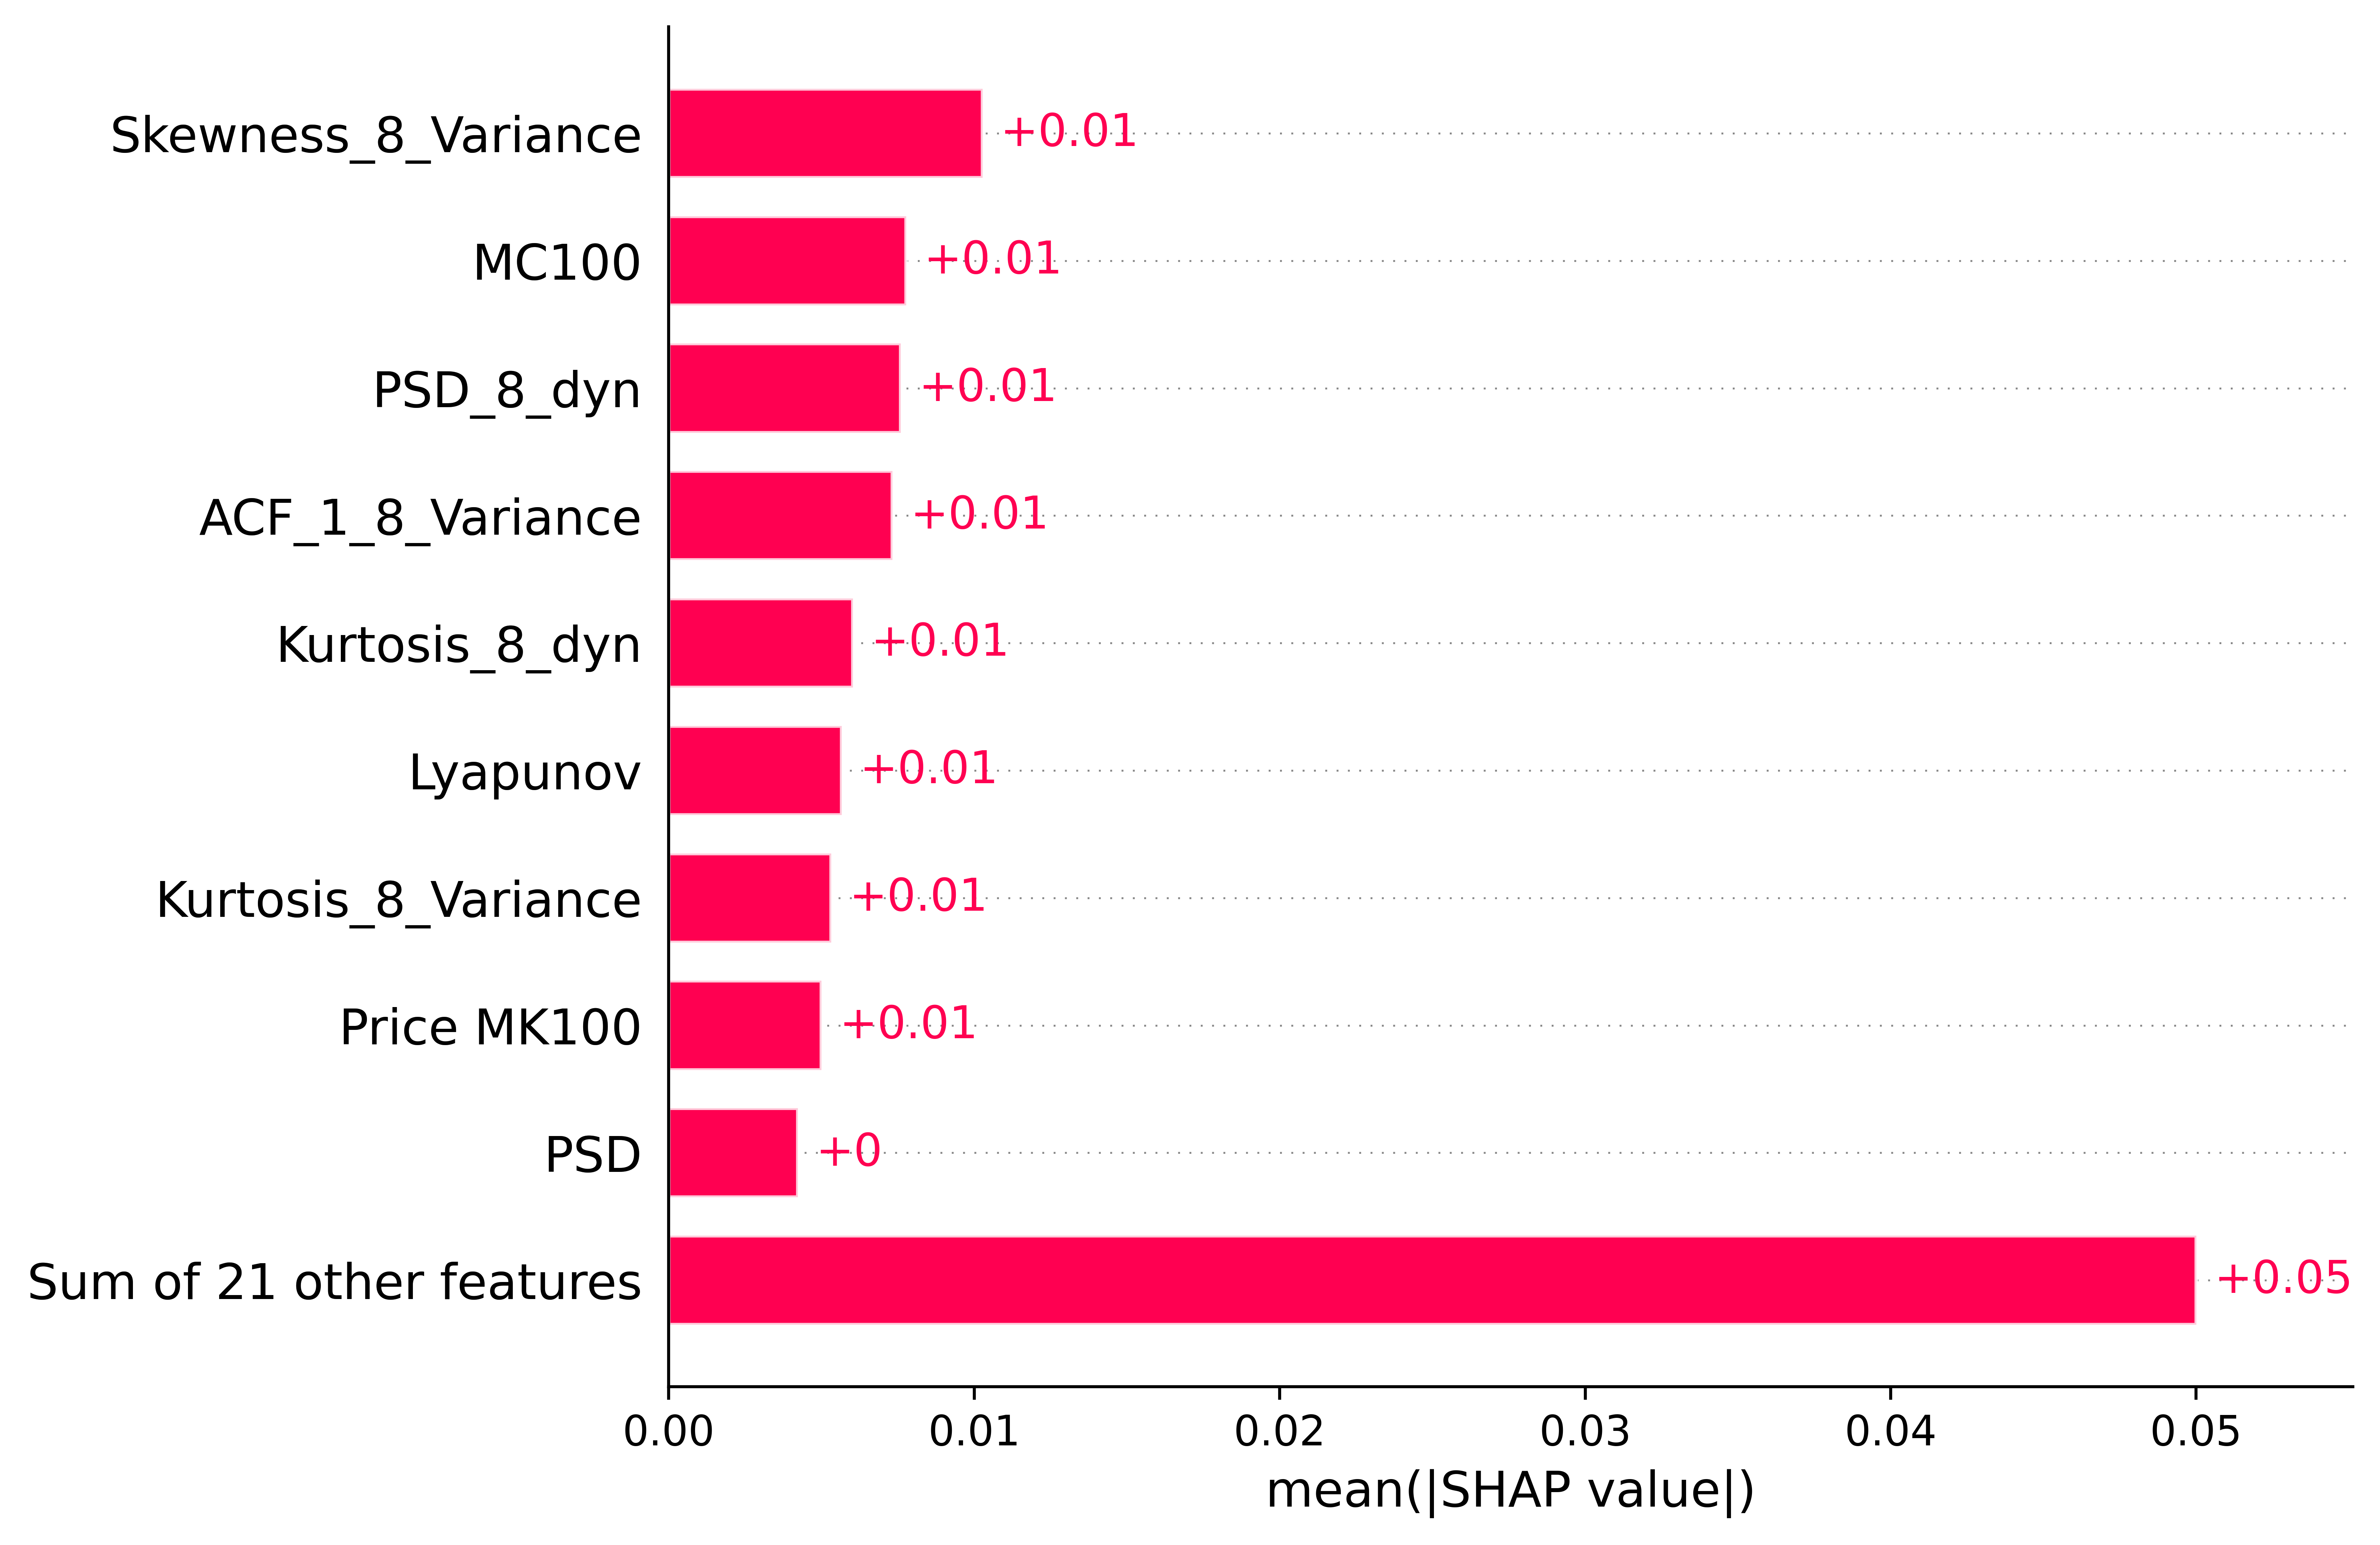 Skewness_8_Variance +0.01
MC100 +0.01
PSD_8_dyn +0.01
ACF_1_8_Variance +0.01
Kurtosis_8_dyn +0.01
Lyapunov +0.01
Kurtosis_8_Variance +0.01
Price MK100 +0.01
PSD +0
Sum of 21 other features +0.05
0.00 0.01 0.02 0.03 0.04 0.05
mean(|SHAP value|)